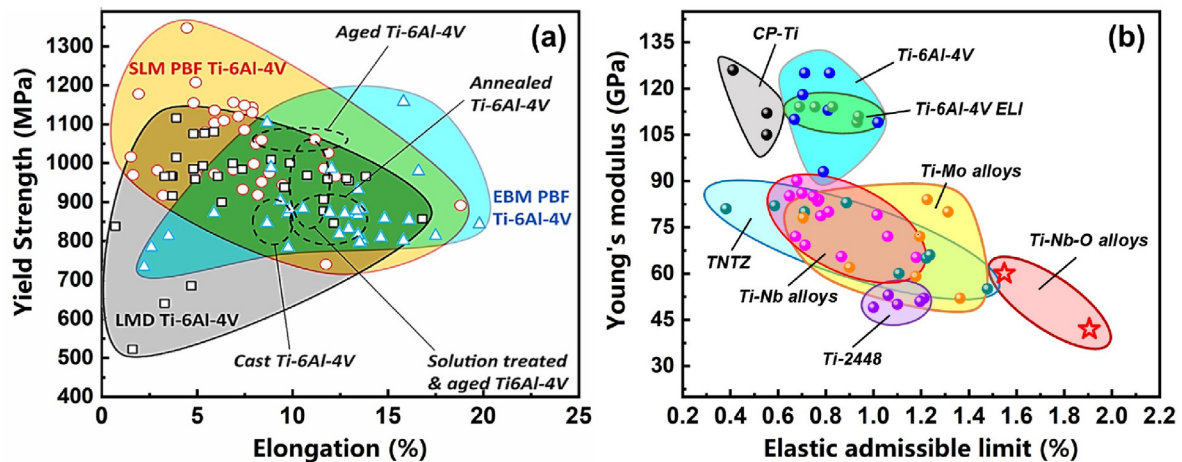 (a)
Yield Strength (MPa)
1300
1200
1100
1000
900
800
700
600
500
400
SLM PBF Ti-6Al-4V
Aged Ti-6Al-4V
Annealed
Ti-6Al-4V
EBM PBF
Ti-6Al-4V
LMD Ti-6Al-4V
Cast Ti-6Al-4V
Solution treated
& aged Ti6Al-4V
0
5
10
15
20
25
Elongation (%)
(b)
Young's modulus (GPa)
135
120
105
90
75
60
45
30
CP-Ti
Ti-6Al-4V
Ti-6Al-4V ELI
Ti-Mo alloys
Ti-Nb-O alloys
TNTZ
Ti-Nb alloys
Ti-2448
0.2
0.4
0.6
0.8
1.0
1.2
1.4
1.6
1.8
2.0
2.2
Elastic admissible limit (%)